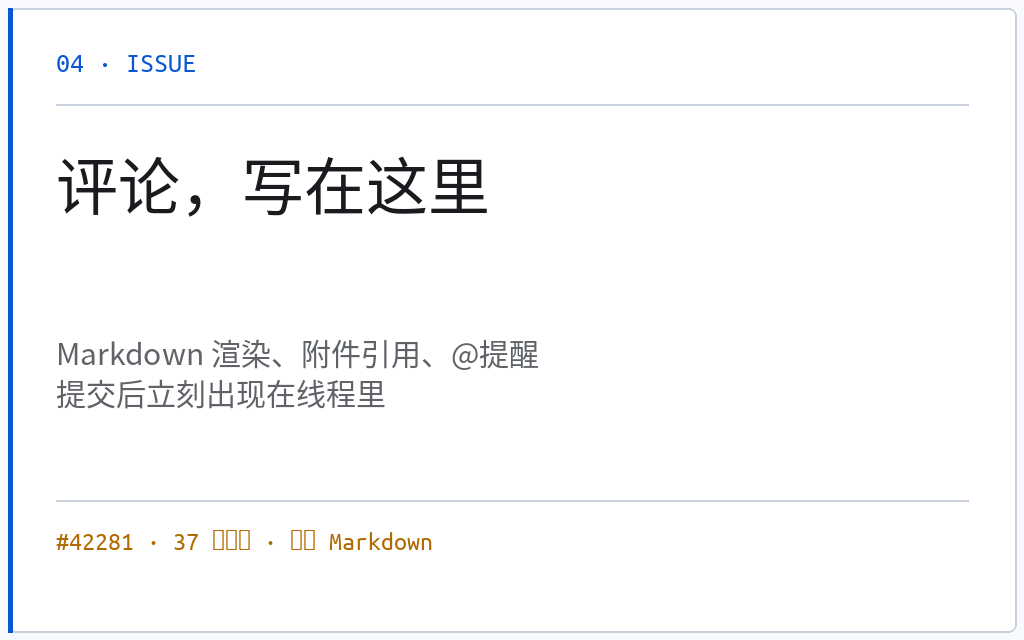 04 · ISSUE
评论，写在这里
Markdown 渲染、附件引用、@提醒
提交后立刻出现在线程里
#42281 · 37 · Markdown